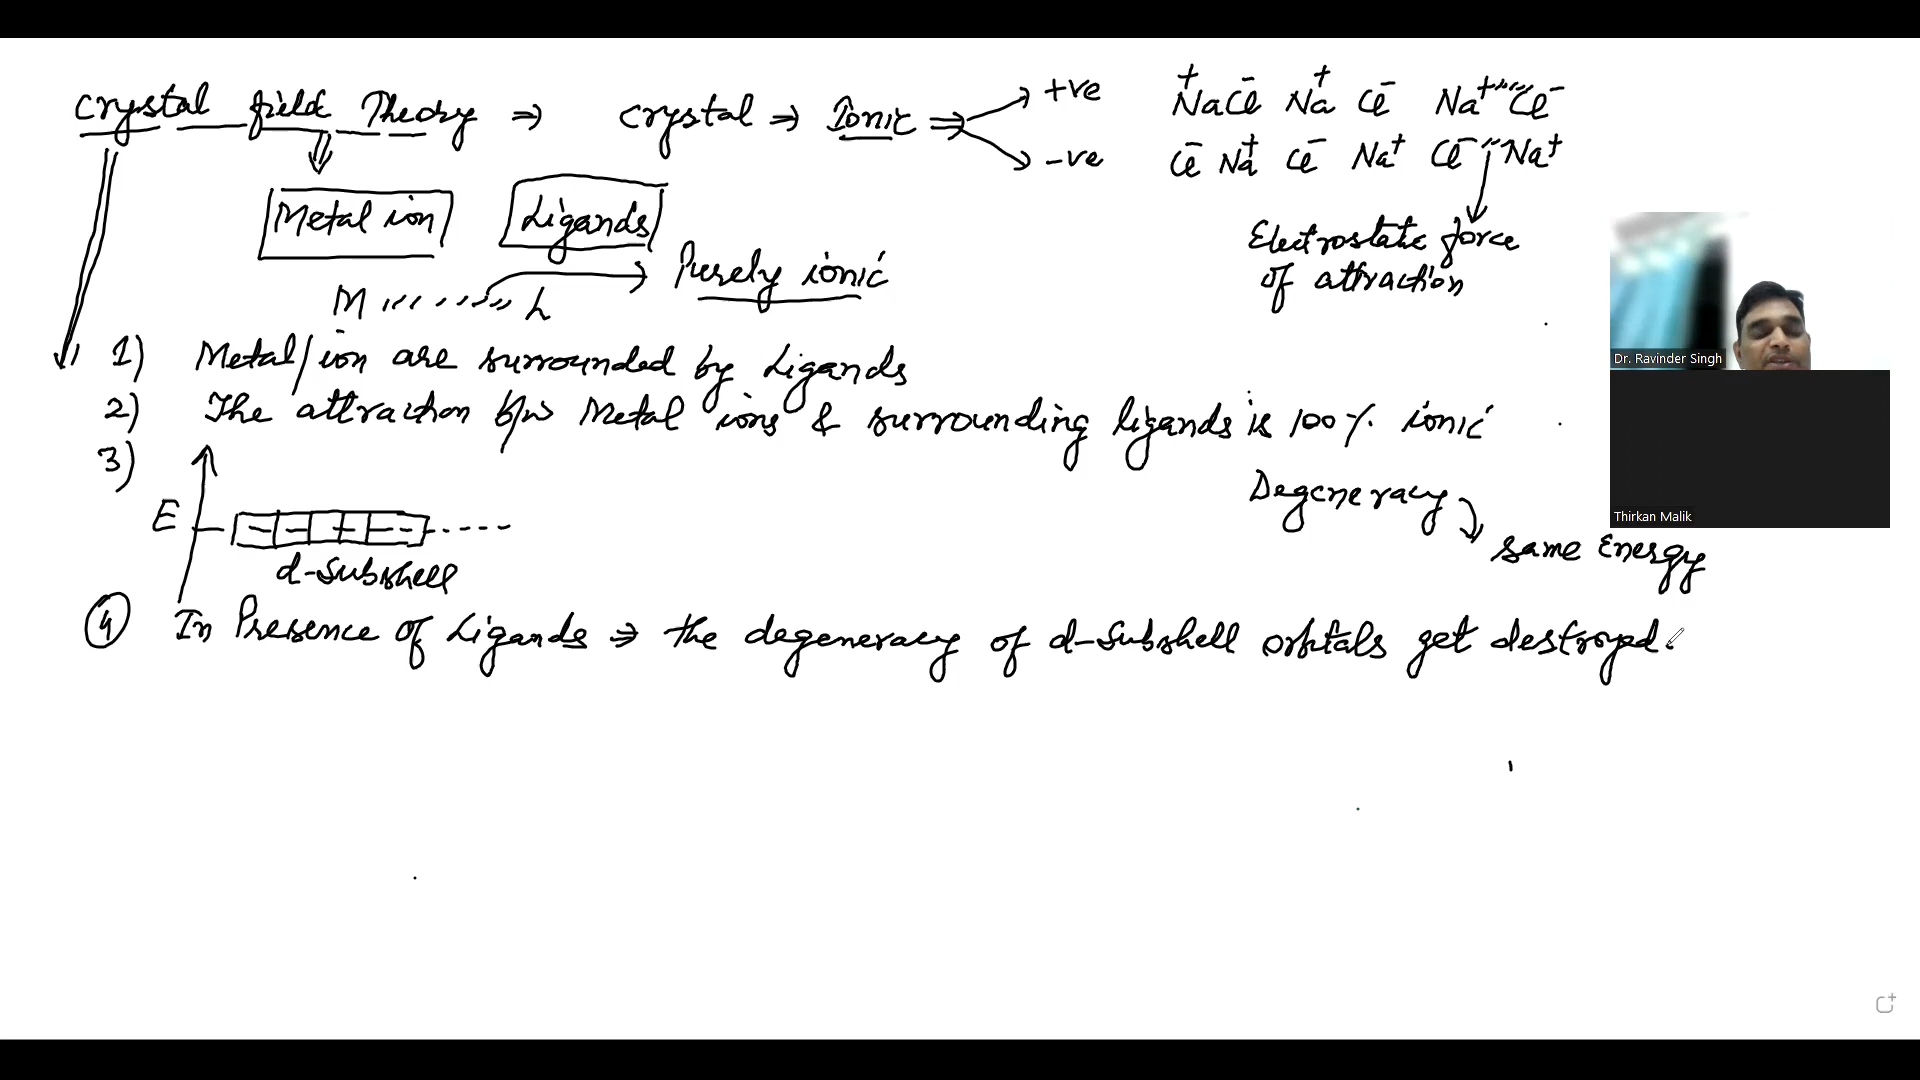 Crystal field Theory ⇒ crystal ⇒ Ionic ⇒ +ve -ve
Na⁺Cl⁻ Na⁺ Cl⁻ Na⁺ Cl⁻
Cl⁻ Na⁺ Cl⁻ Na⁺ Cl⁻ Na⁺
Electrostatic force
of attraction
Metal ion Ligands
Purely ionic
M L
1) Metal/ion are surrounded by Ligands
2) The attraction b/w Metal ions & surrounding ligands is 100% ionic
3)
E
d-Subshell
Degeneracy
same Energy
4 In Presence of Ligands ⇒ the degeneracy of d-Subshell orbitals get destroyed.
Dr. Ravinder Singh
Thirkan Malik